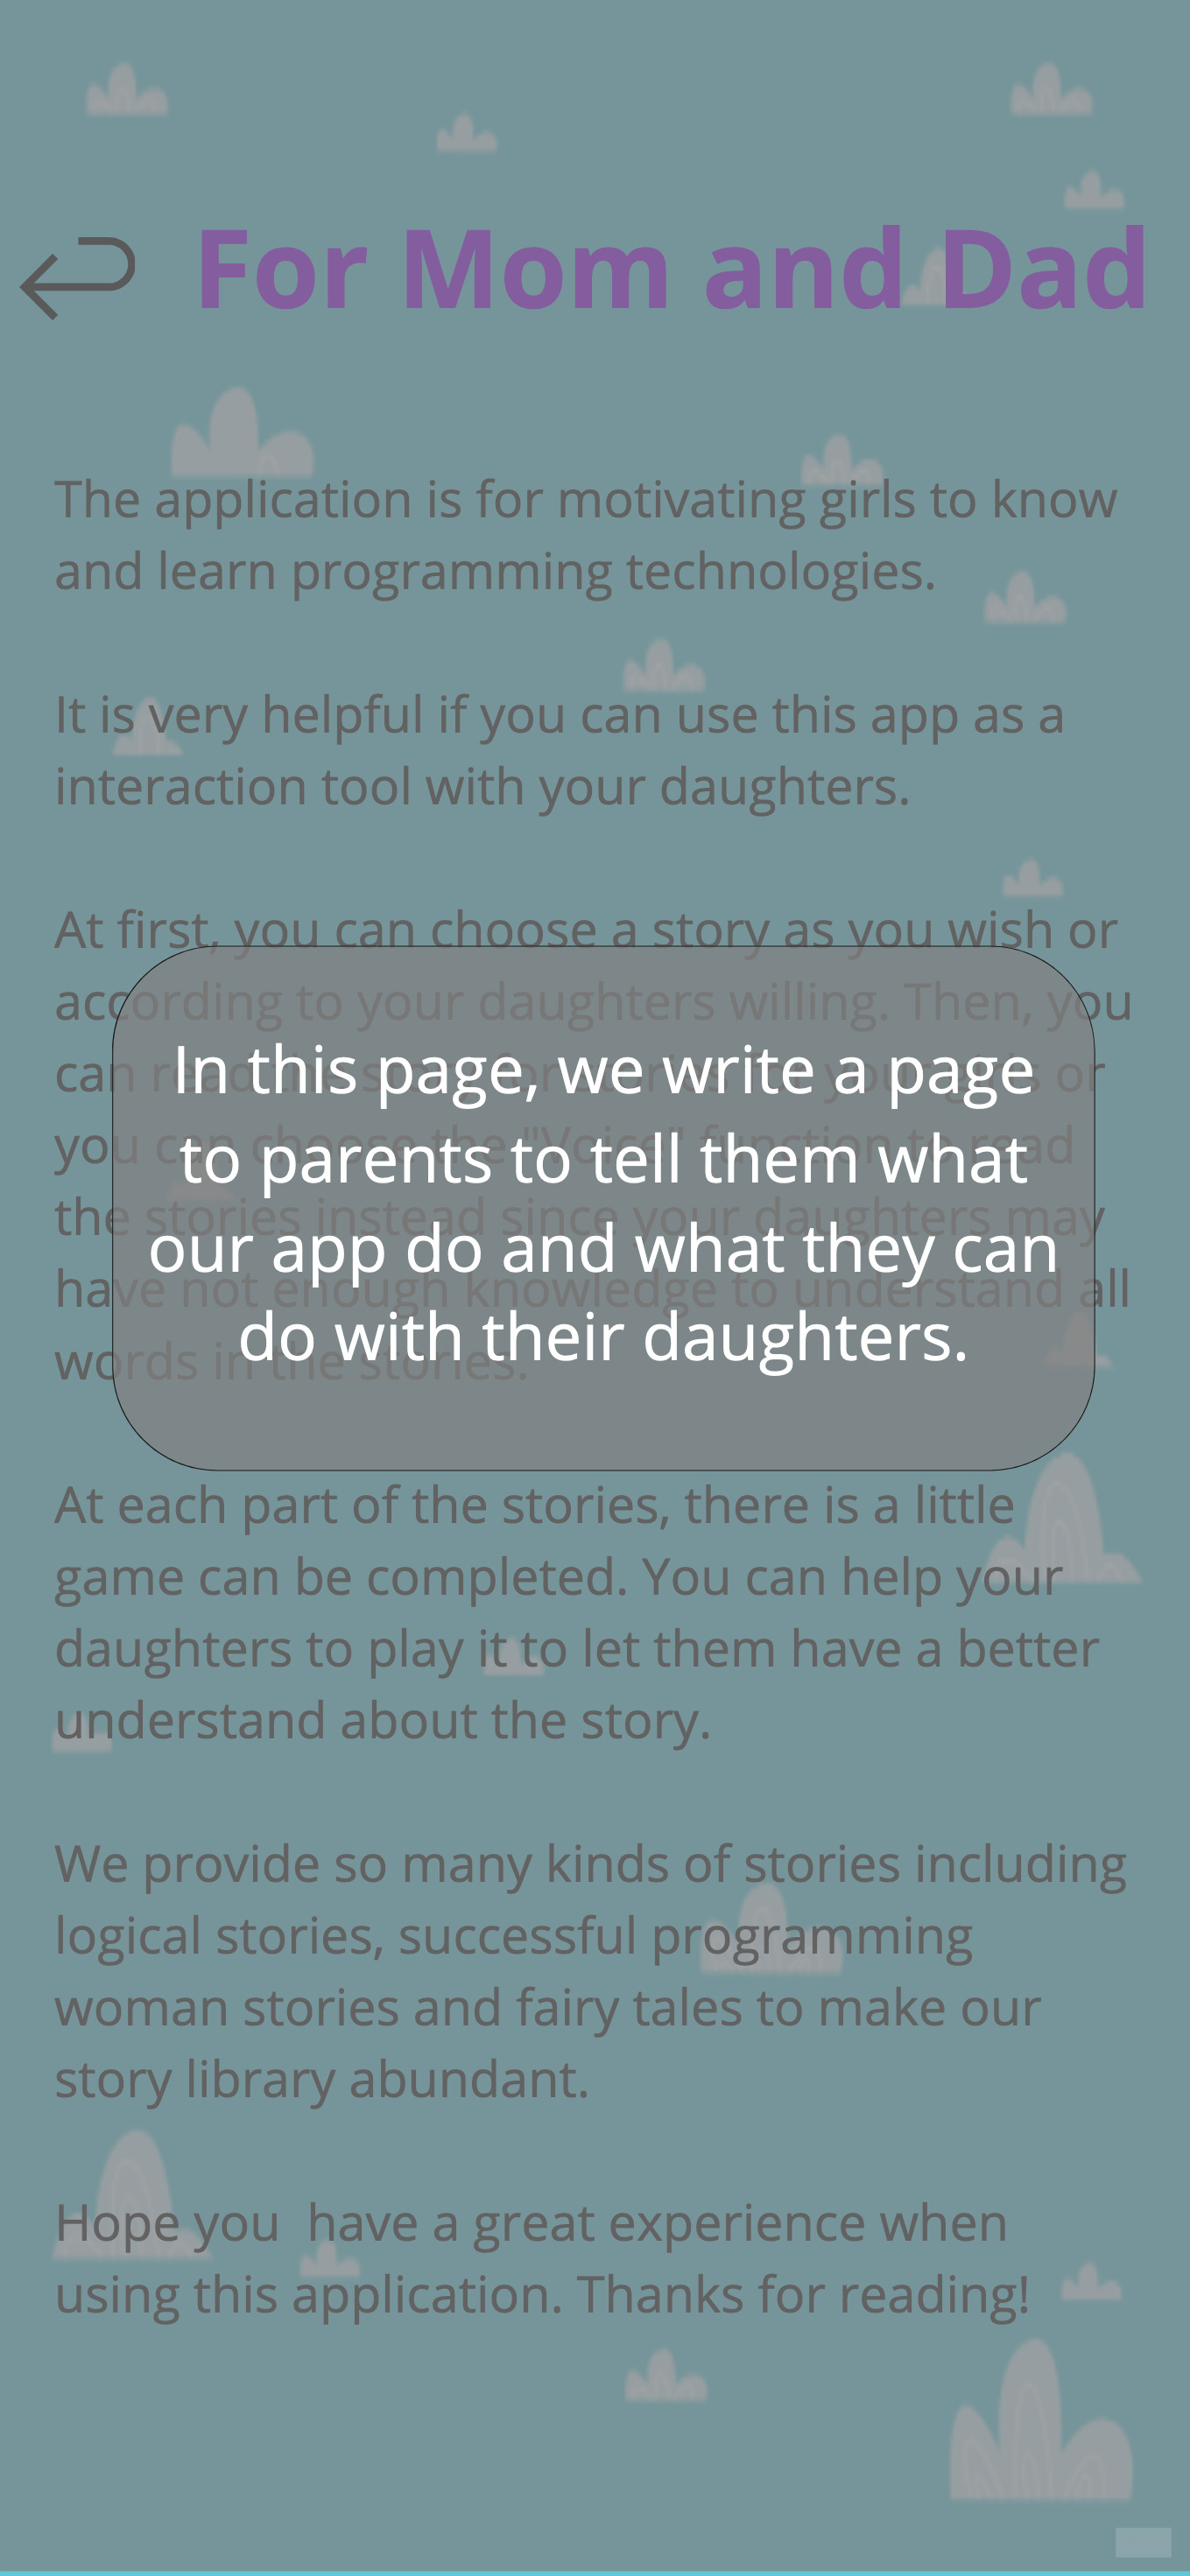 For Mom and Dad
The application is for motivating girls to know
and learn programming technologies.
It is very helpful if you can use this app as a
interaction tool with your daughters.
At first, you can choose a story as you wish or
according to your daughters willing. Then, you
can or
you can choose the "Voice" function to read
the stories instead since your daughters may
have not enough knowledge to understand all
words in the stories.
In this page, we write a page
to parents to tell them what
our app do and what they can
do with their daughters.
At each part of the stories, there is a little
game can be completed. You can help your
daughters to play it to let them have a better
understand about the story.
We provide so many kinds of stories including
logical stories, successful programming
woman stories and fairy tales to make our
story library abundant.
Hope you  have a great experience when
using this application. Thanks for reading!